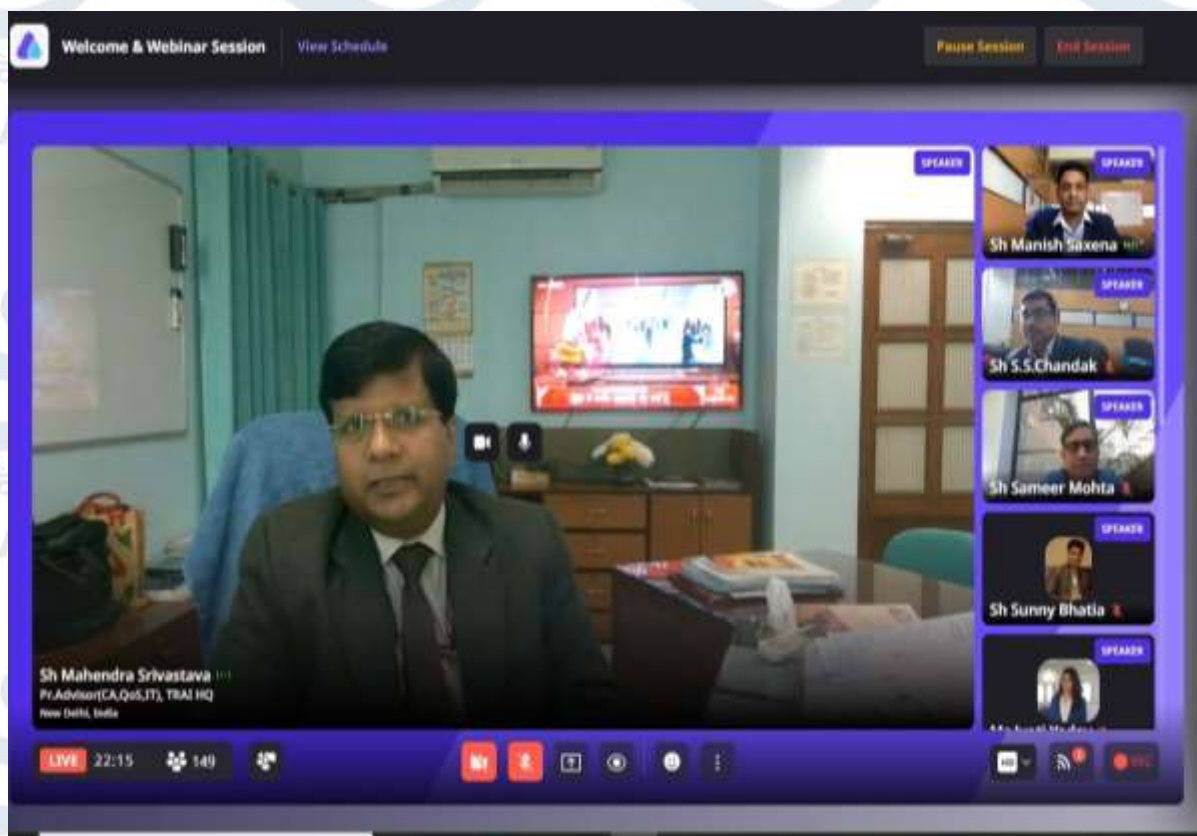 Welcome & Webinar Session
View Schedule
Pause Session
End Session
SPEAKER
SPEAKER
Sh Manish Saxena
SPEAKER
Sh S.S.Chandak
SPEAKER
Sh Sameer Mohta
SPEAKER
Sh Sunny Bhatia
SPEAKER
Sh Mahendra Srivastava
Pr.Advisor(CA,QoS,IT), TRAI HQ
New Delhi, India
LIVE 22:15 149
HD
REC